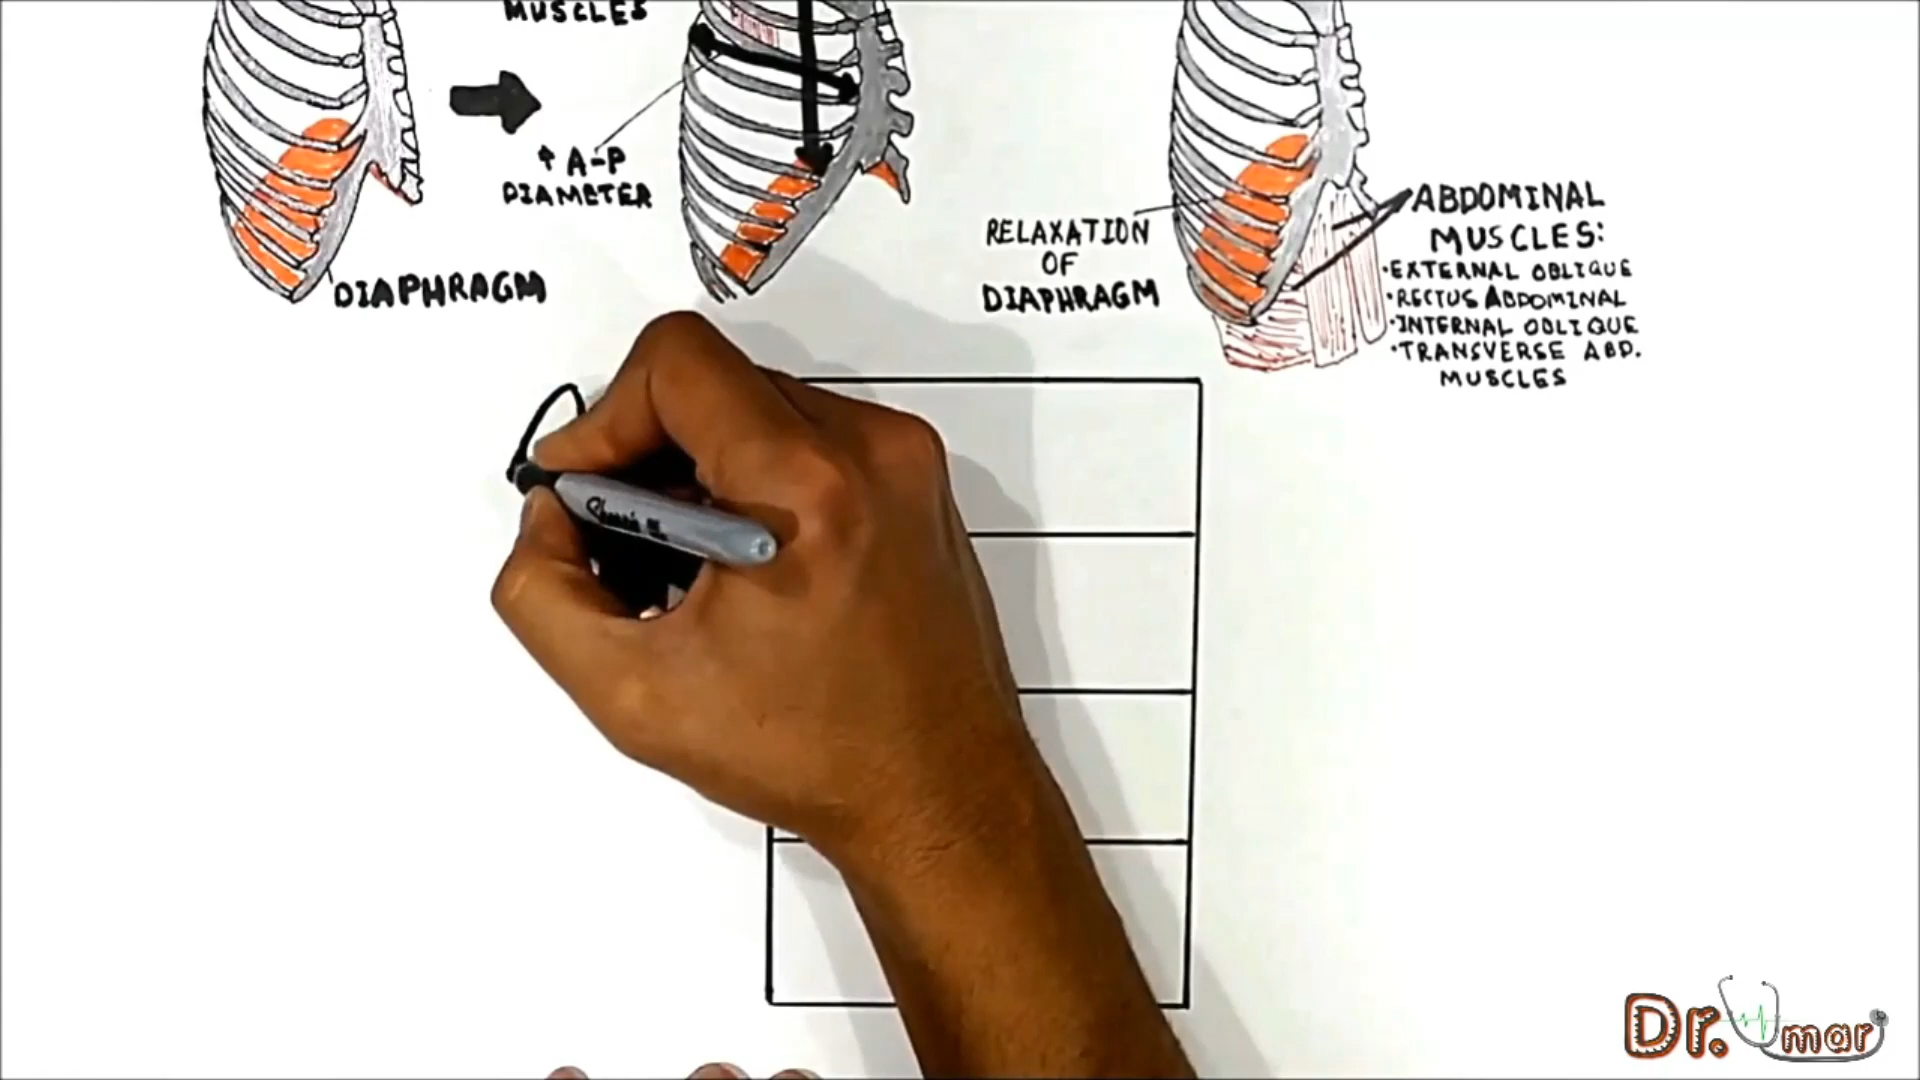 MUSCLES
↑ A-P
DIAMETER
DIAPHRAGM
RELAXATION
OF
DIAPHRAGM
ABDOMINAL
MUSCLES:
•EXTERNAL OBLIQUE
•RECTUS ABDOMINAL
•INTERNAL OBLIQUE
•TRANSVERSE ABD.
MUSCLES
Sharpie
Dr. Umar